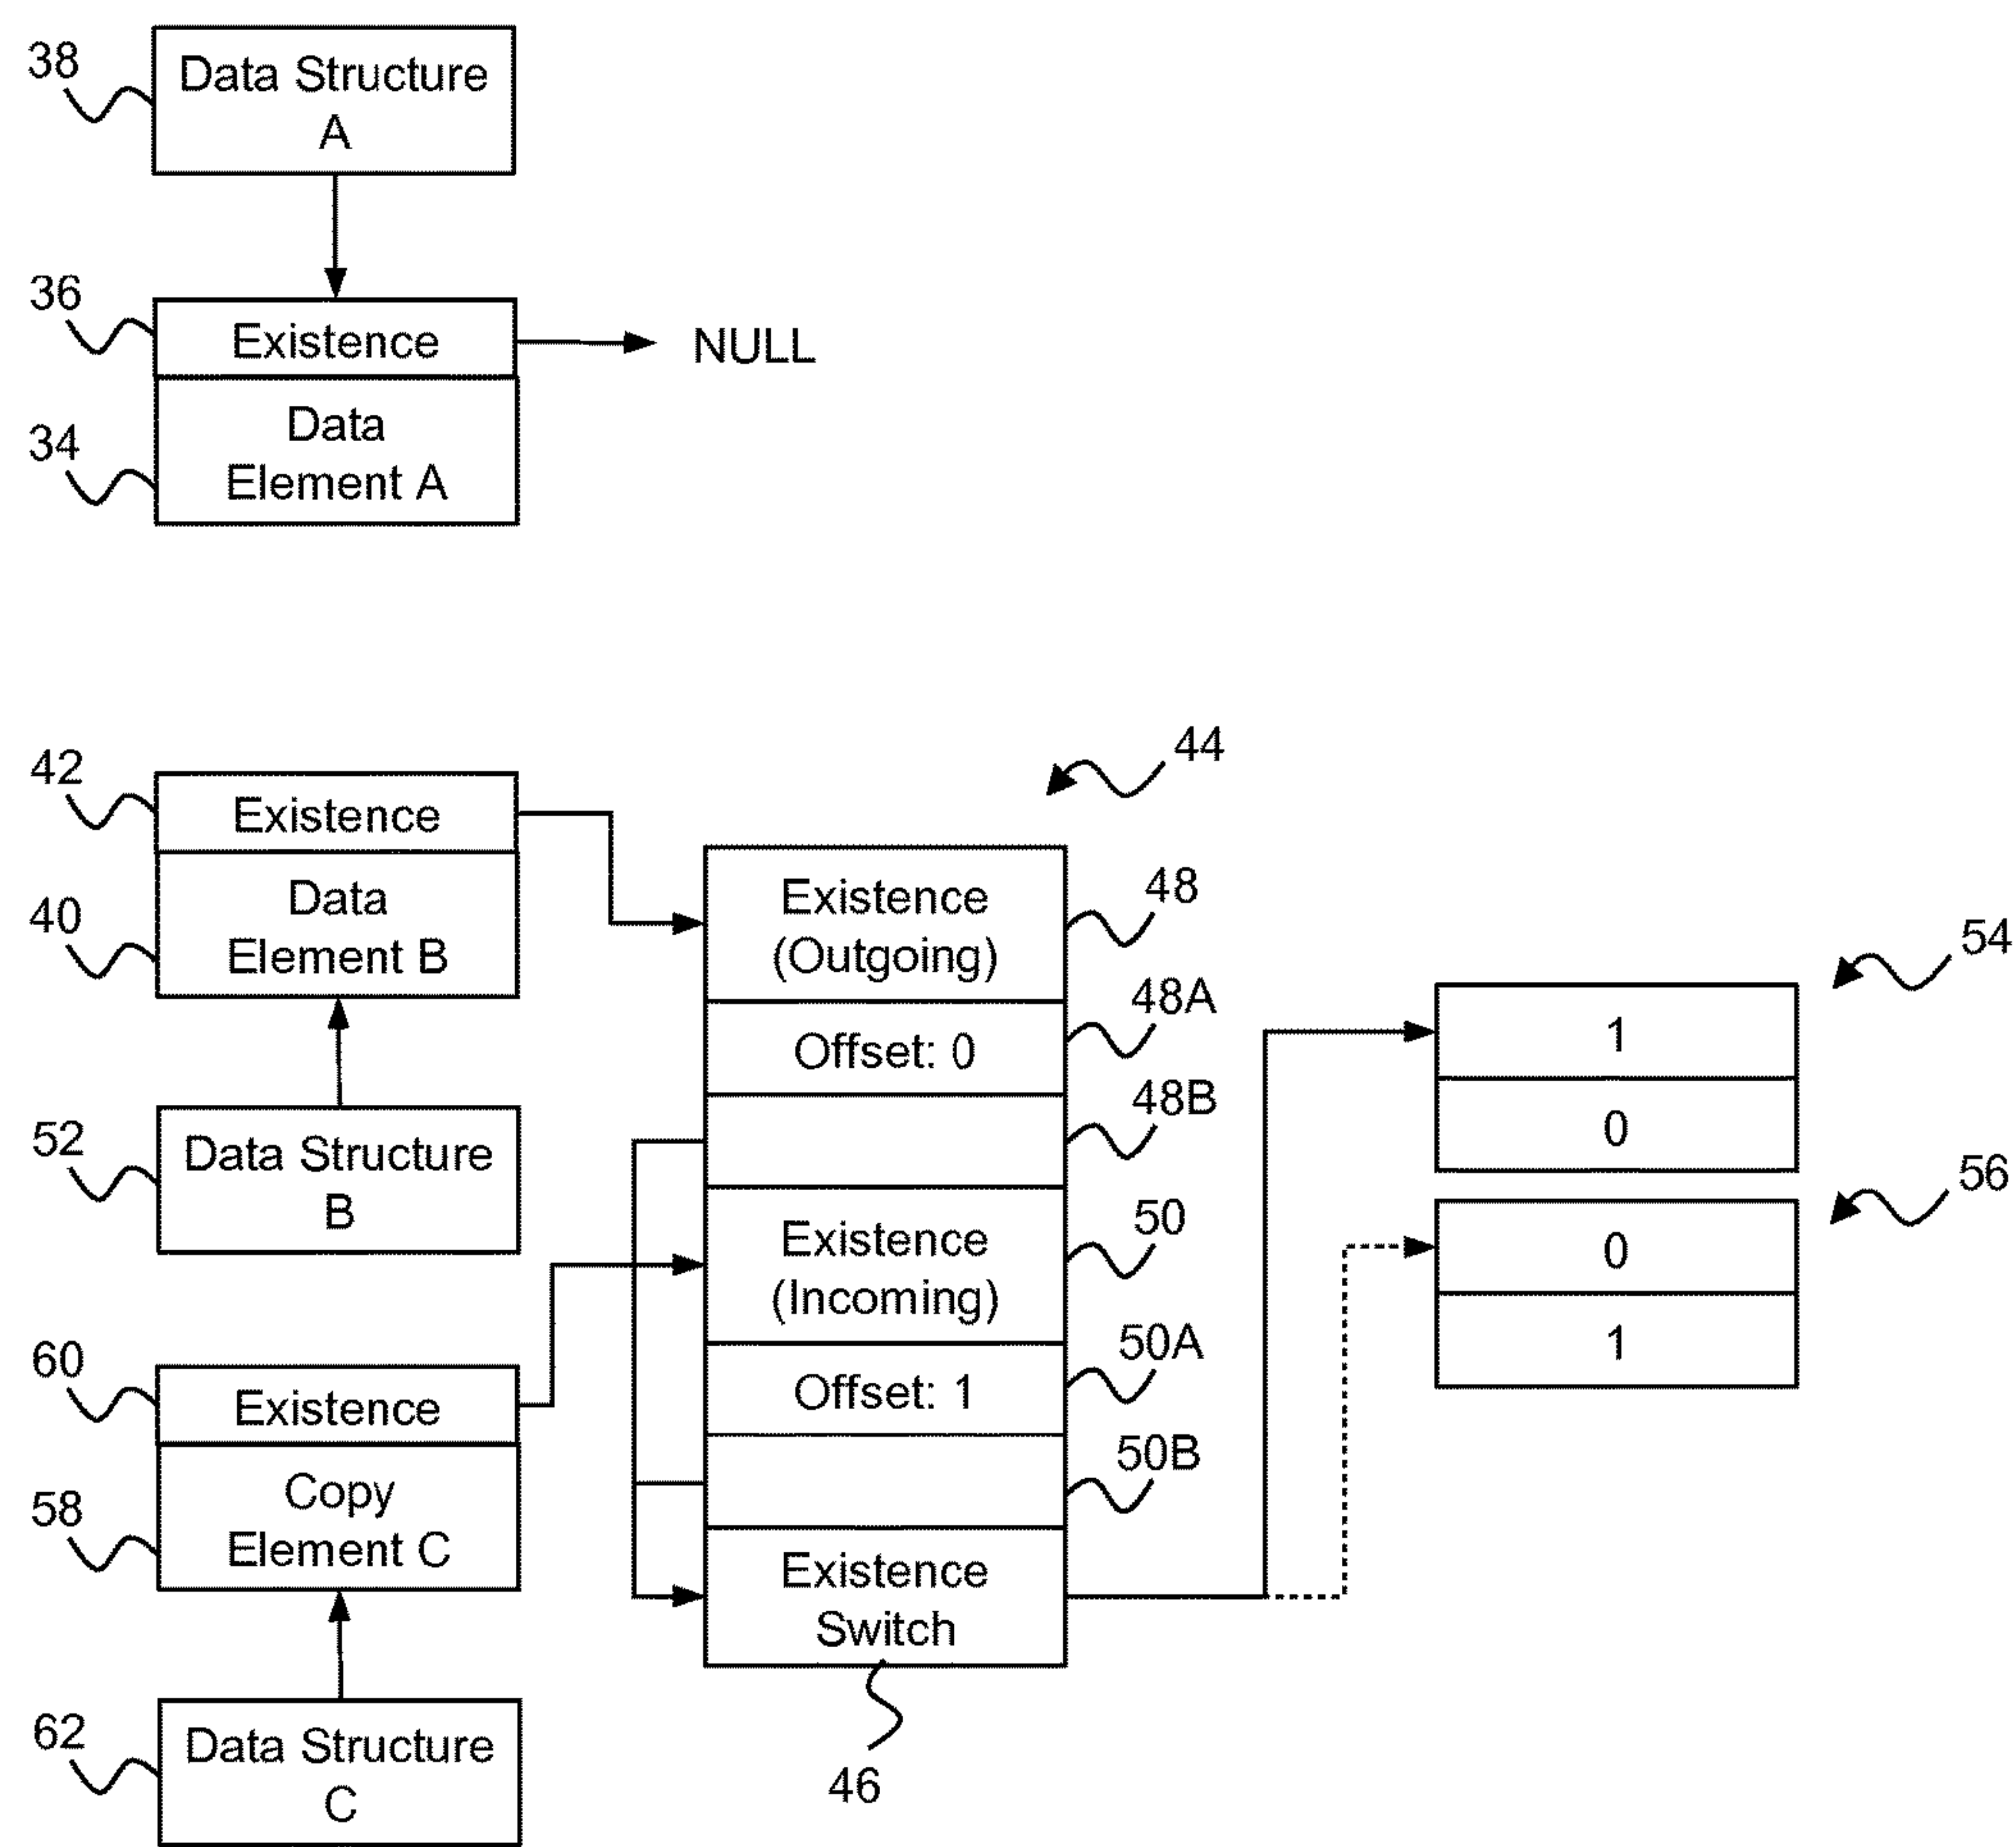 38
Data Structure
A
36
Existence
NULL
34
Data
Element A
44
42
Existence
40
Data
Element B
52
Data Structure
B
60
Existence
58
Copy
Element C
62
Data Structure
C
Existence
(Outgoing)
48
Offset: 0
48A
48B
Existence
(Incoming)
50
Offset: 1
50A
50B
Existence
Switch
46
54
1
0
56
0
1